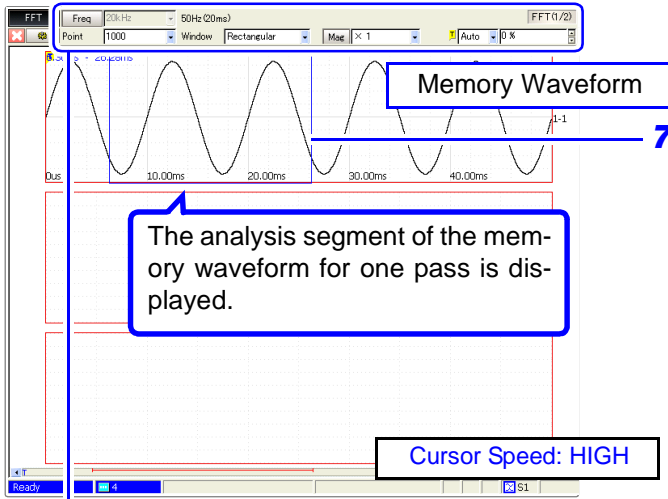 FFT Freq 20kHz 50Hz(20ms) FFT(1/2)
Point 1000 Window Rectangular Mag × 1 T Auto 0 %
Memory Waveform
1-1
7
0us 10.00ms 20.00ms 30.00ms 40.00ms
The analysis segment of the mem-
ory waveform for one pass is dis-
played.
Cursor Speed: HIGH
T
Ready 4 S1